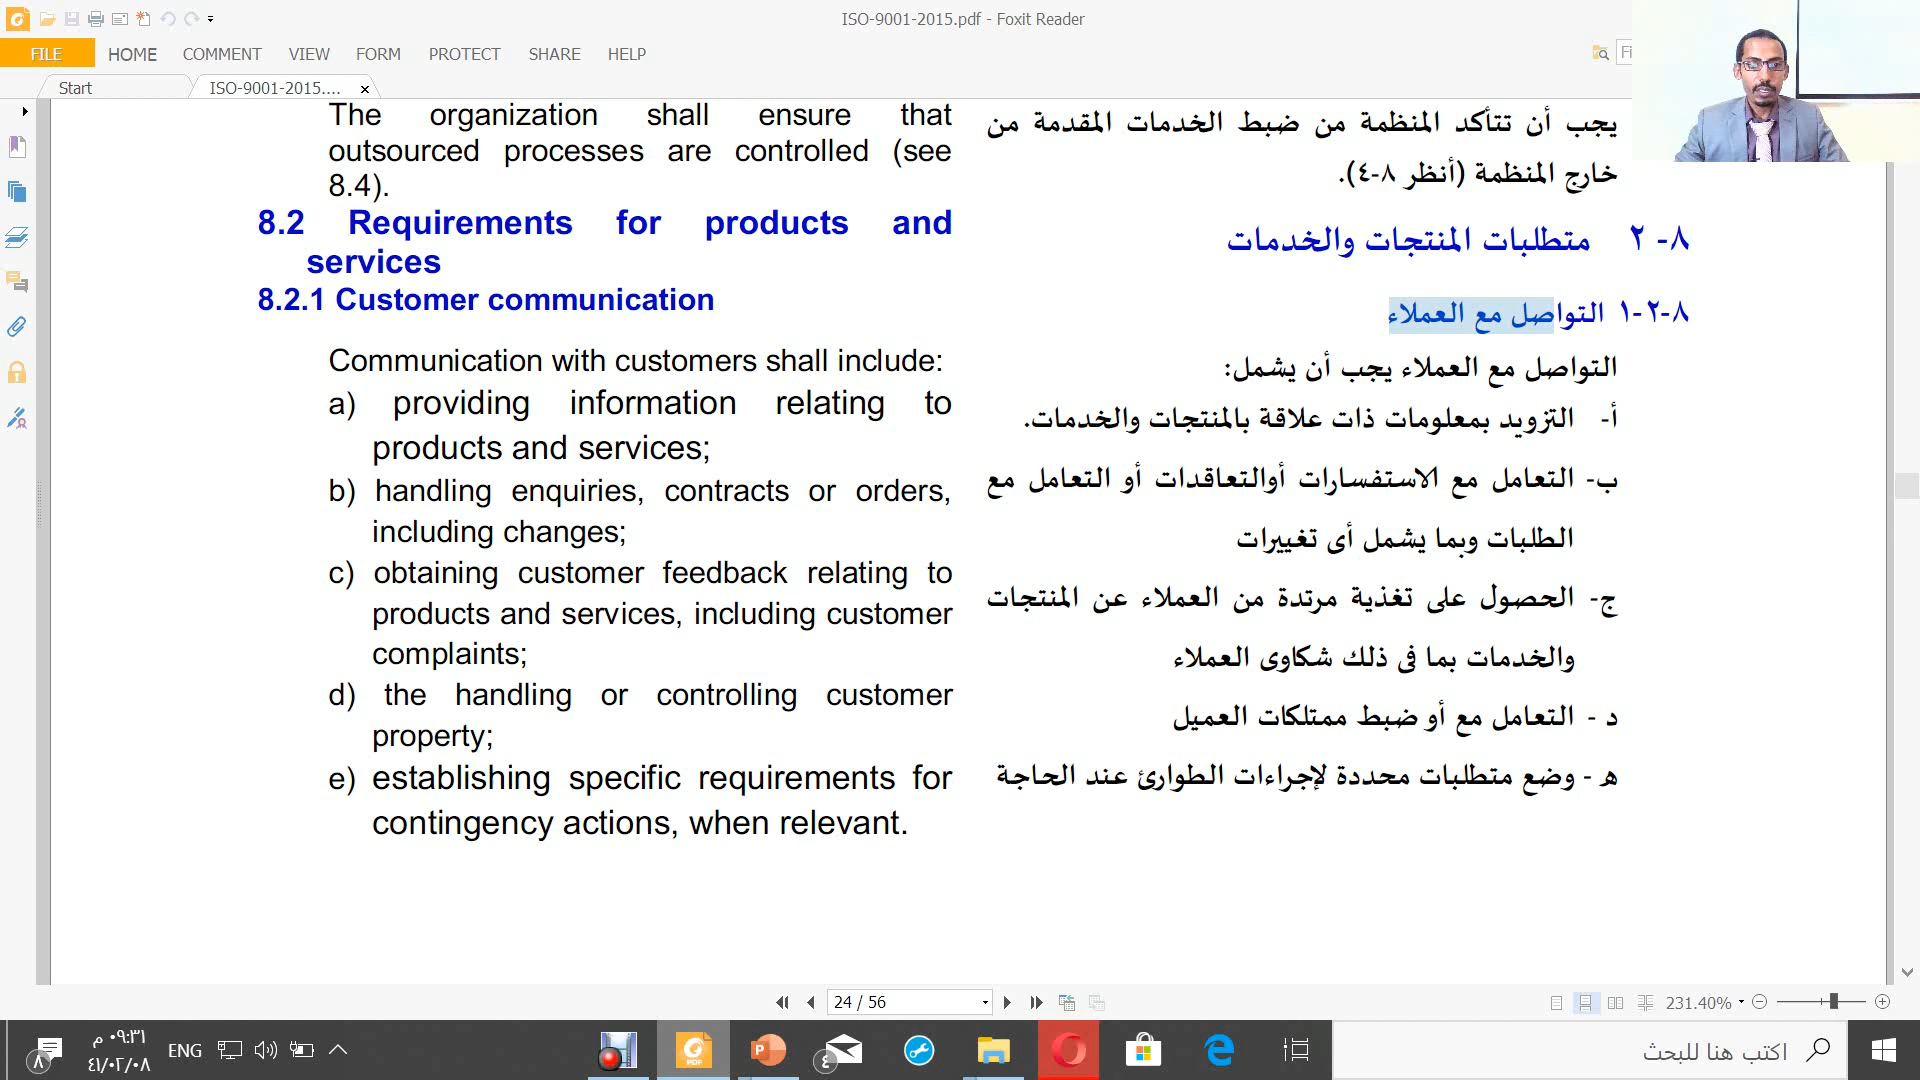 ISO-9001-2015.pdf - Foxit Reader
FILE
HOME
COMMENT
VIEW
FORM
PROTECT
SHARE
HELP
Fi
Start
ISO-9001-2015....
The organization shall ensure that
outsourced processes are controlled (see
8.4).
8.2 Requirements for products and
services
8.2.1 Customer communication
Communication with customers shall include:
a) providing information relating to
products and services;
b) handling enquiries, contracts or orders,
including changes;
c) obtaining customer feedback relating to
products and services, including customer
complaints;
d) the handling or controlling customer
property;
e) establishing specific requirements for
contingency actions, when relevant.
يجب أن تتأكد المنظمة من ضبط الخدمات المقدمة من
خارج المنظمة (أنظر ٨-٤).
٨- ٢ متطلبات المنتجات والخدمات
٨-٢-١ التواصل مع العملاء
التواصل مع العملاء يجب أن يشمل:
أ- التزويد بمعلومات ذات علاقة بالمنتجات والخدمات.
ب- التعامل مع الاستفسارات أوالتعاقدات أو التعامل مع
الطلبات وبما يشمل أى تغييرات
ج- الحصول على تغذية مرتدة من العملاء عن المنتجات
والخدمات بما فى ذلك شكاوى العملاء
د - التعامل مع أو ضبط ممتلكات العميل
ه - وضع متطلبات محددة لإجراءات الطوارئ عند الحاجة
24 / 56
231.40%
٨
٠٩:٣١ م
٤١/٠٢/٠٨
ENG
PDF
P
٤
اكتب هنا للبحث